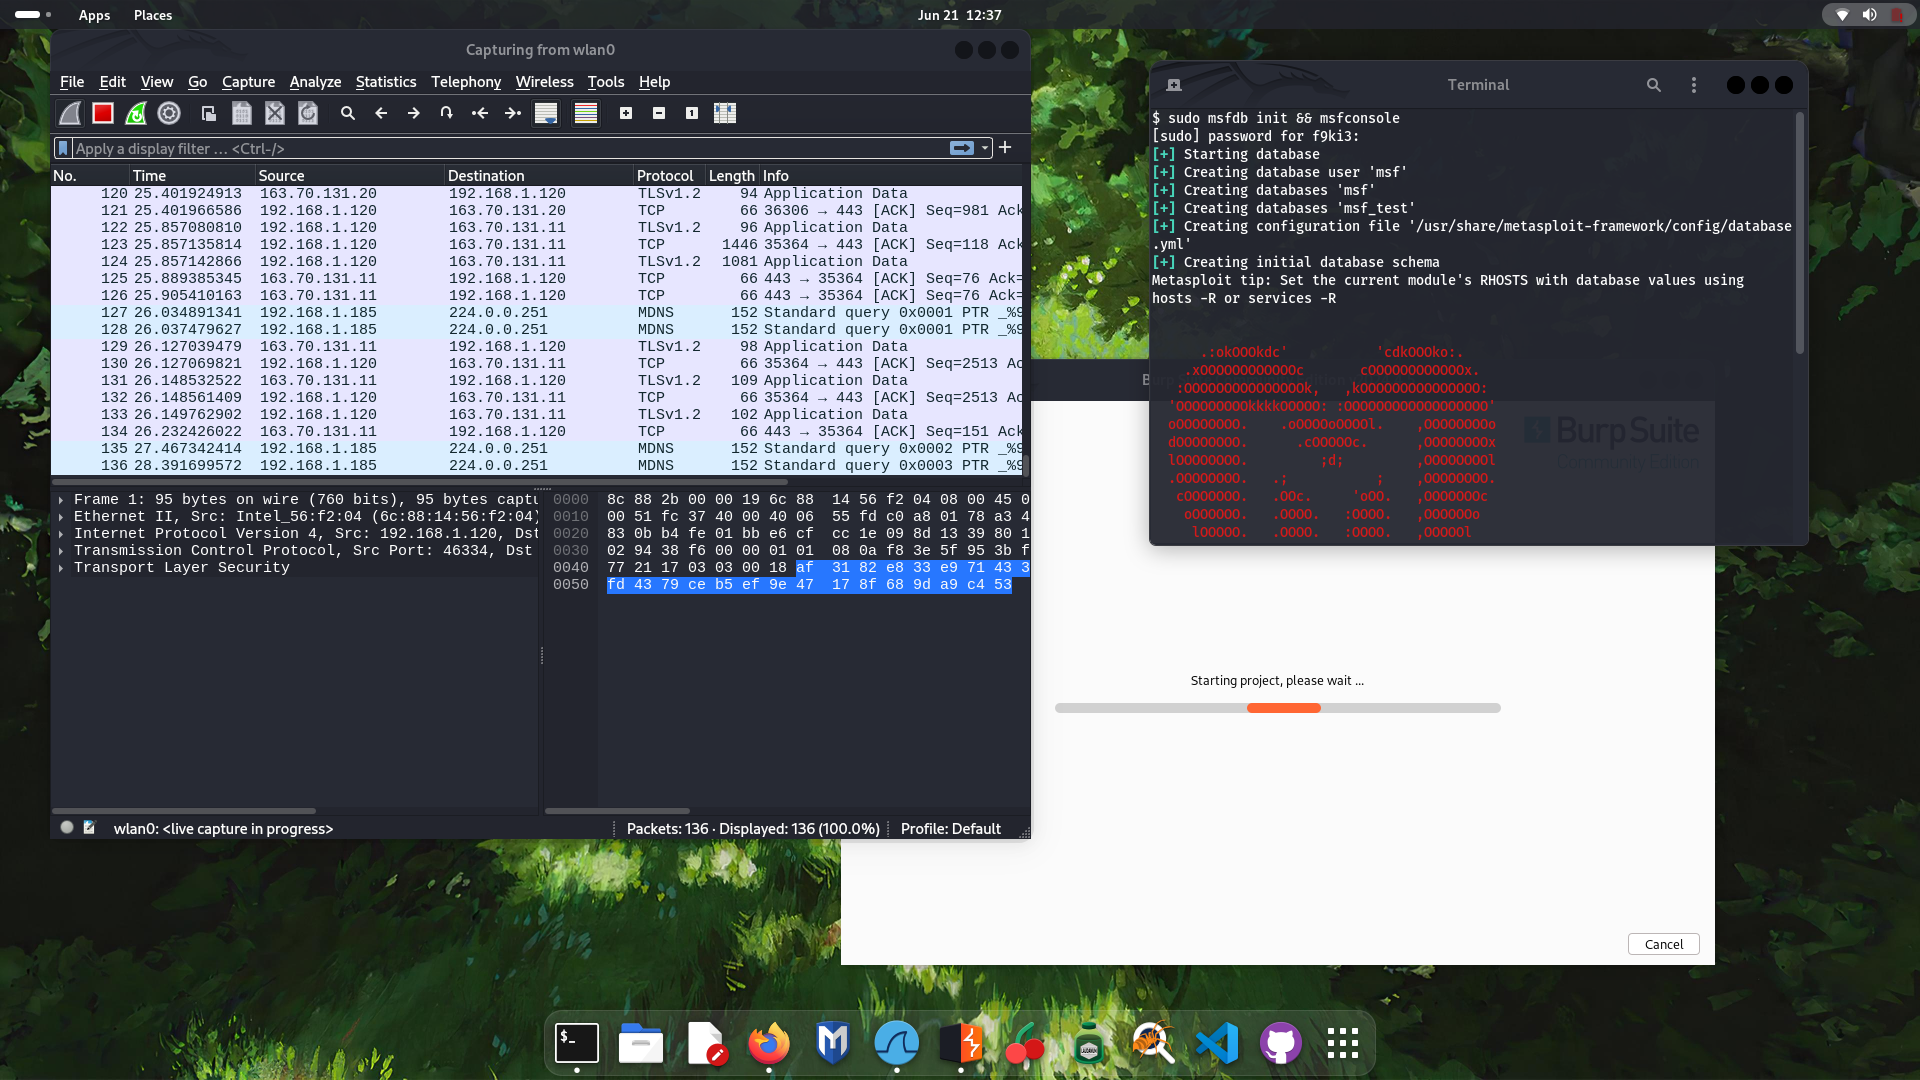 Apps Places
Jun 21 12:37
Capturing from wlan0
File Edit View Go Capture Analyze Statistics Telephony Wireless Tools Help
Apply a display filter … <Ctrl-/>
No. Time Source Destination Protocol Length Info
120 25.401924913 163.70.131.20 192.168.1.120 TLSv1.2 94 Application Data
121 25.401966586 192.168.1.120 163.70.131.20 TCP 66 36306 → 443 [ACK] Seq=981 Ack
122 25.857080810 192.168.1.120 163.70.131.11 TLSv1.2 96 Application Data
123 25.857135814 192.168.1.120 163.70.131.11 TCP 1446 35364 → 443 [ACK] Seq=118 Ack
124 25.857142866 192.168.1.120 163.70.131.11 TLSv1.2 1081 Application Data
125 25.889385345 163.70.131.11 192.168.1.120 TCP 66 443 → 35364 [ACK] Seq=76 Ack=
126 25.905410163 163.70.131.11 192.168.1.120 TCP 66 443 → 35364 [ACK] Seq=76 Ack=
127 26.034891341 192.168.1.185 224.0.0.251 MDNS 152 Standard query 0x0001 PTR _%9
128 26.037479627 192.168.1.185 224.0.0.251 MDNS 152 Standard query 0x0001 PTR _%9
129 26.127039479 163.70.131.11 192.168.1.120 TLSv1.2 98 Application Data
130 26.127069821 192.168.1.120 163.70.131.11 TCP 66 35364 → 443 [ACK] Seq=2513 Ac
131 26.148532522 163.70.131.11 192.168.1.120 TLSv1.2 109 Application Data
132 26.148561409 192.168.1.120 163.70.131.11 TCP 66 35364 → 443 [ACK] Seq=2513 Ac
133 26.149762902 192.168.1.120 163.70.131.11 TLSv1.2 102 Application Data
134 26.232426022 163.70.131.11 192.168.1.120 TCP 66 443 → 35364 [ACK] Seq=151 Ack
135 27.467342414 192.168.1.185 224.0.0.251 MDNS 152 Standard query 0x0002 PTR _%9
136 28.391699572 192.168.1.185 224.0.0.251 MDNS 152 Standard query 0x0003 PTR _%9
Frame 1: 95 bytes on wire (760 bits), 95 bytes captu
Ethernet II, Src: Intel_56:f2:04 (6c:88:14:56:f2:04)
Internet Protocol Version 4, Src: 192.168.1.120, Dst
Transmission Control Protocol, Src Port: 46334, Dst
Transport Layer Security
0000 8c 88 2b 00 00 19 6c 88 14 56 f2 04 08 00 45 0
0010 00 51 fc 37 40 00 40 06 55 fd c0 a8 01 78 a3 4
0020 83 0b b4 fe 01 bb e6 cf cc 1e 09 8d 13 39 80 1
0030 02 94 38 f6 00 00 01 01 08 0a f8 3e 5f 95 3b f
0040 77 21 17 03 03 00 18 af 31 82 e8 33 e9 71 43 3
0050 fd 43 79 ce b5 ef 9e 47 17 8f 68 9d a9 c4 53
wlan0: <live capture in progress>
Packets: 136 · Displayed: 136 (100.0%)
Profile: Default
Terminal
$ sudo msfdb init && msfconsole
[sudo] password for f9ki3:
[+] Starting database
[+] Creating database user 'msf'
[+] Creating databases 'msf'
[+] Creating databases 'msf_test'
[+] Creating configuration file '/usr/share/metasploit-framework/config/database
.yml'
[+] Creating initial database schema
Metasploit tip: Set the current module's RHOSTS with database values using
hosts -R or services -R
Burp Suite
Community Edition
Starting project, please wait ...
Cancel
$_